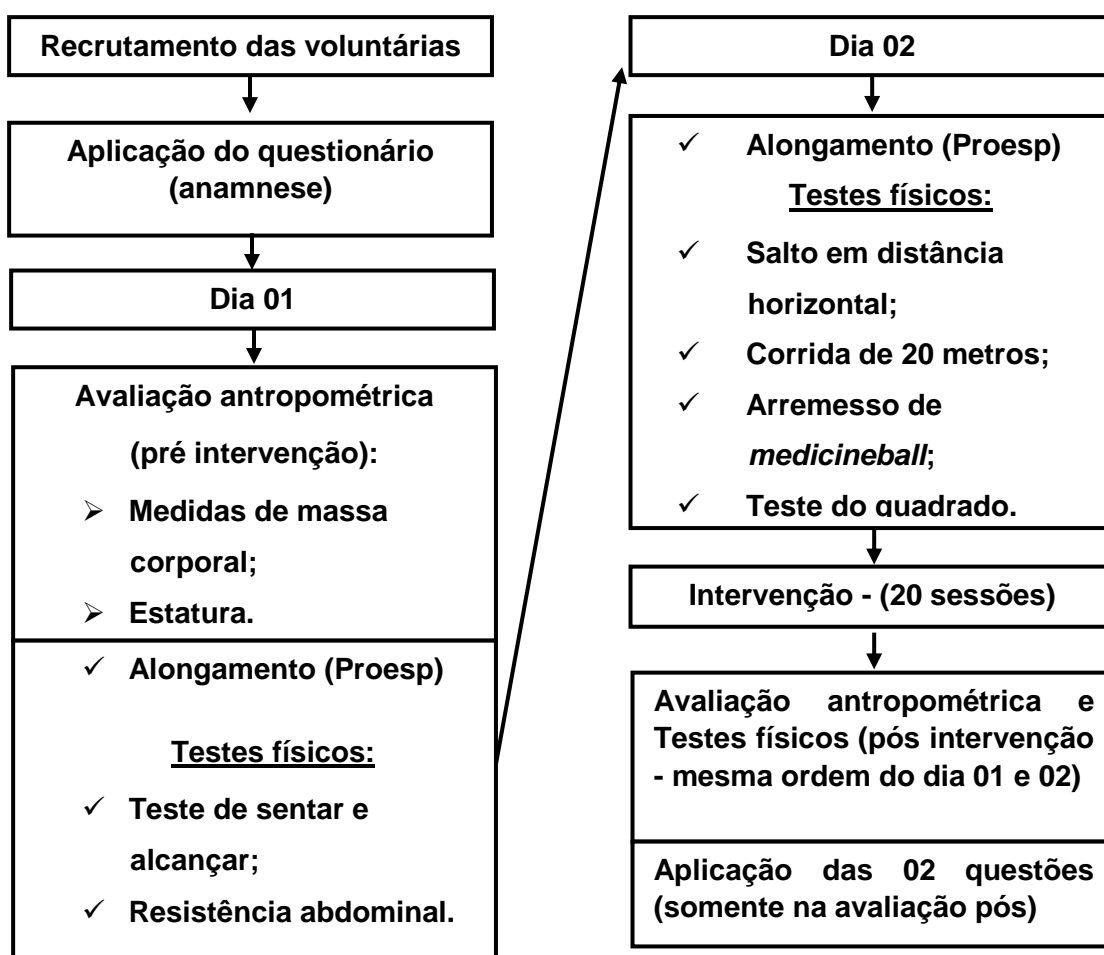 Recrutamento das voluntárias
Aplicação do questionário
(anamnese)
Dia 01
Avaliação antropométrica
(pré intervenção):
➢ Medidas de massa
corporal;
➢ Estatura.
✓ Alongamento (Proesp)
Testes físicos:
✓ Teste de sentar e
alcançar;
✓ Resistência abdominal.
Dia 02
✓ Alongamento (Proesp)
Testes físicos:
✓ Salto em distância
horizontal;
✓ Corrida de 20 metros;
✓ Arremesso de
medicineball;
✓ Teste do quadrado.
Intervenção - (20 sessões)
Avaliação antropométrica e
Testes físicos (pós intervenção
- mesma ordem do dia 01 e 02)
Aplicação das 02 questões
(somente na avaliação pós)